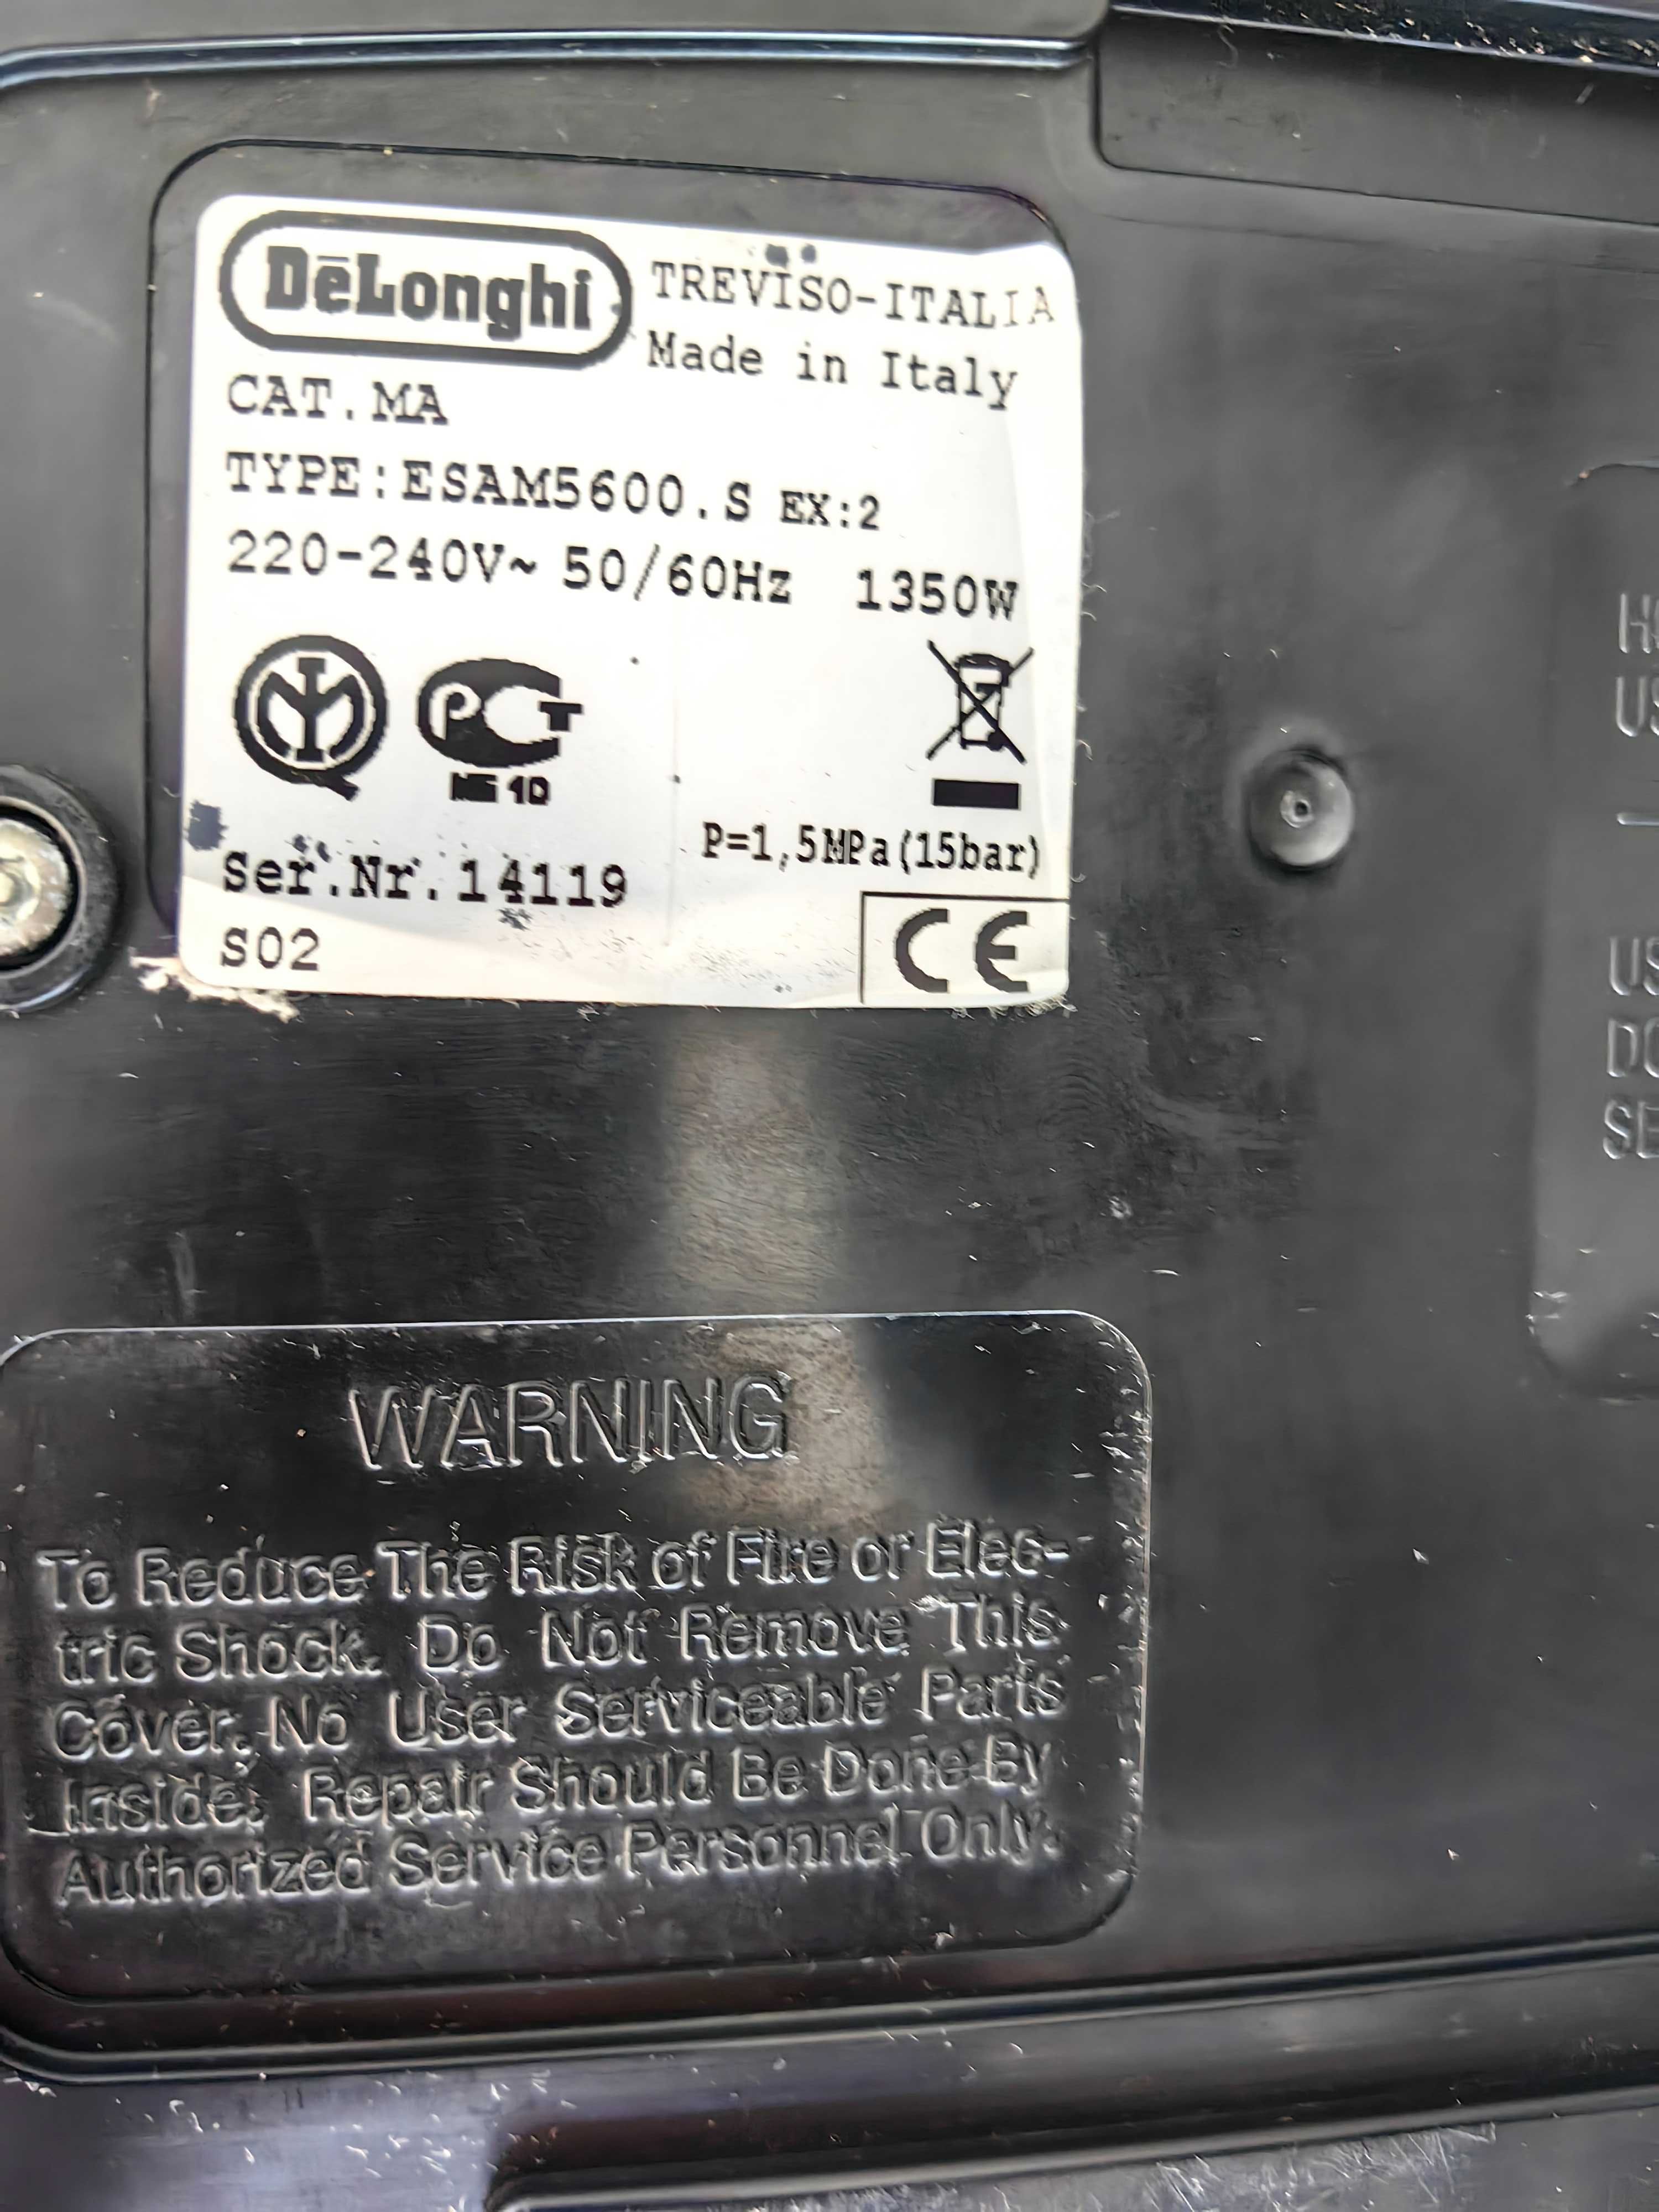 DeLonghi
TREVISO-ITALIA
Made in Italy
CAT.MA
TYPE:ESAM5600.S EX:2
220-240V~ 50/60Hz 1350W
P=1,5MPa(15bar)
Ser.Nr.14119
S02
CE
WARNING
To Reduce The Risk of Fire or Elec-
tric Shock. Do Not Remove This
Cover. No User Serviceable Parts
Inside. Repair Should Be Done By
Authorized Service Personnel Only.